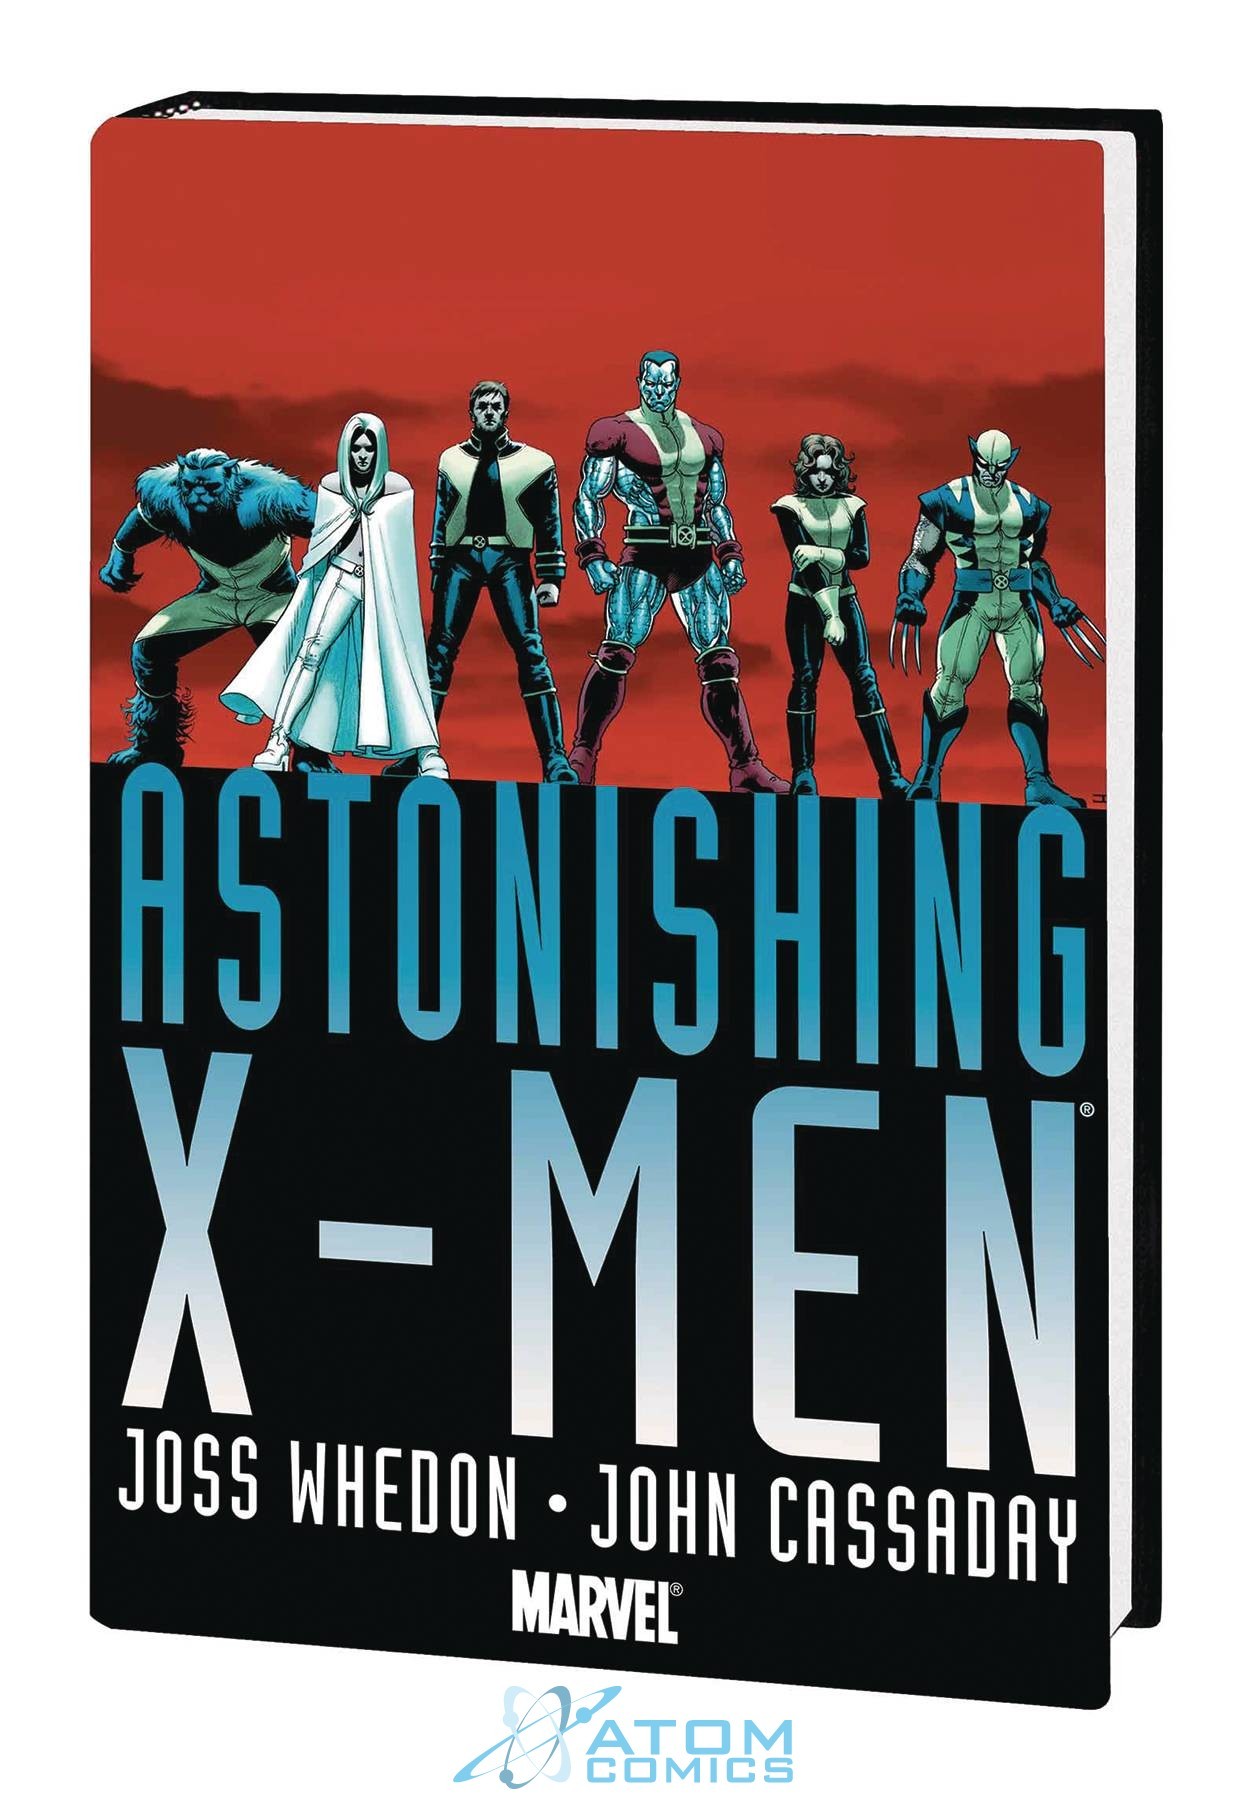 ASTONISHING
X-MEN®
JOSS WHEDON • JOHN CASSADAY
MARVEL®
ATOM
COMICS